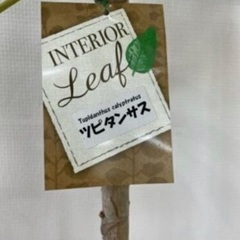 INTERIOR
Leaf
Tupidanthus calyptratus
ツピダンサス